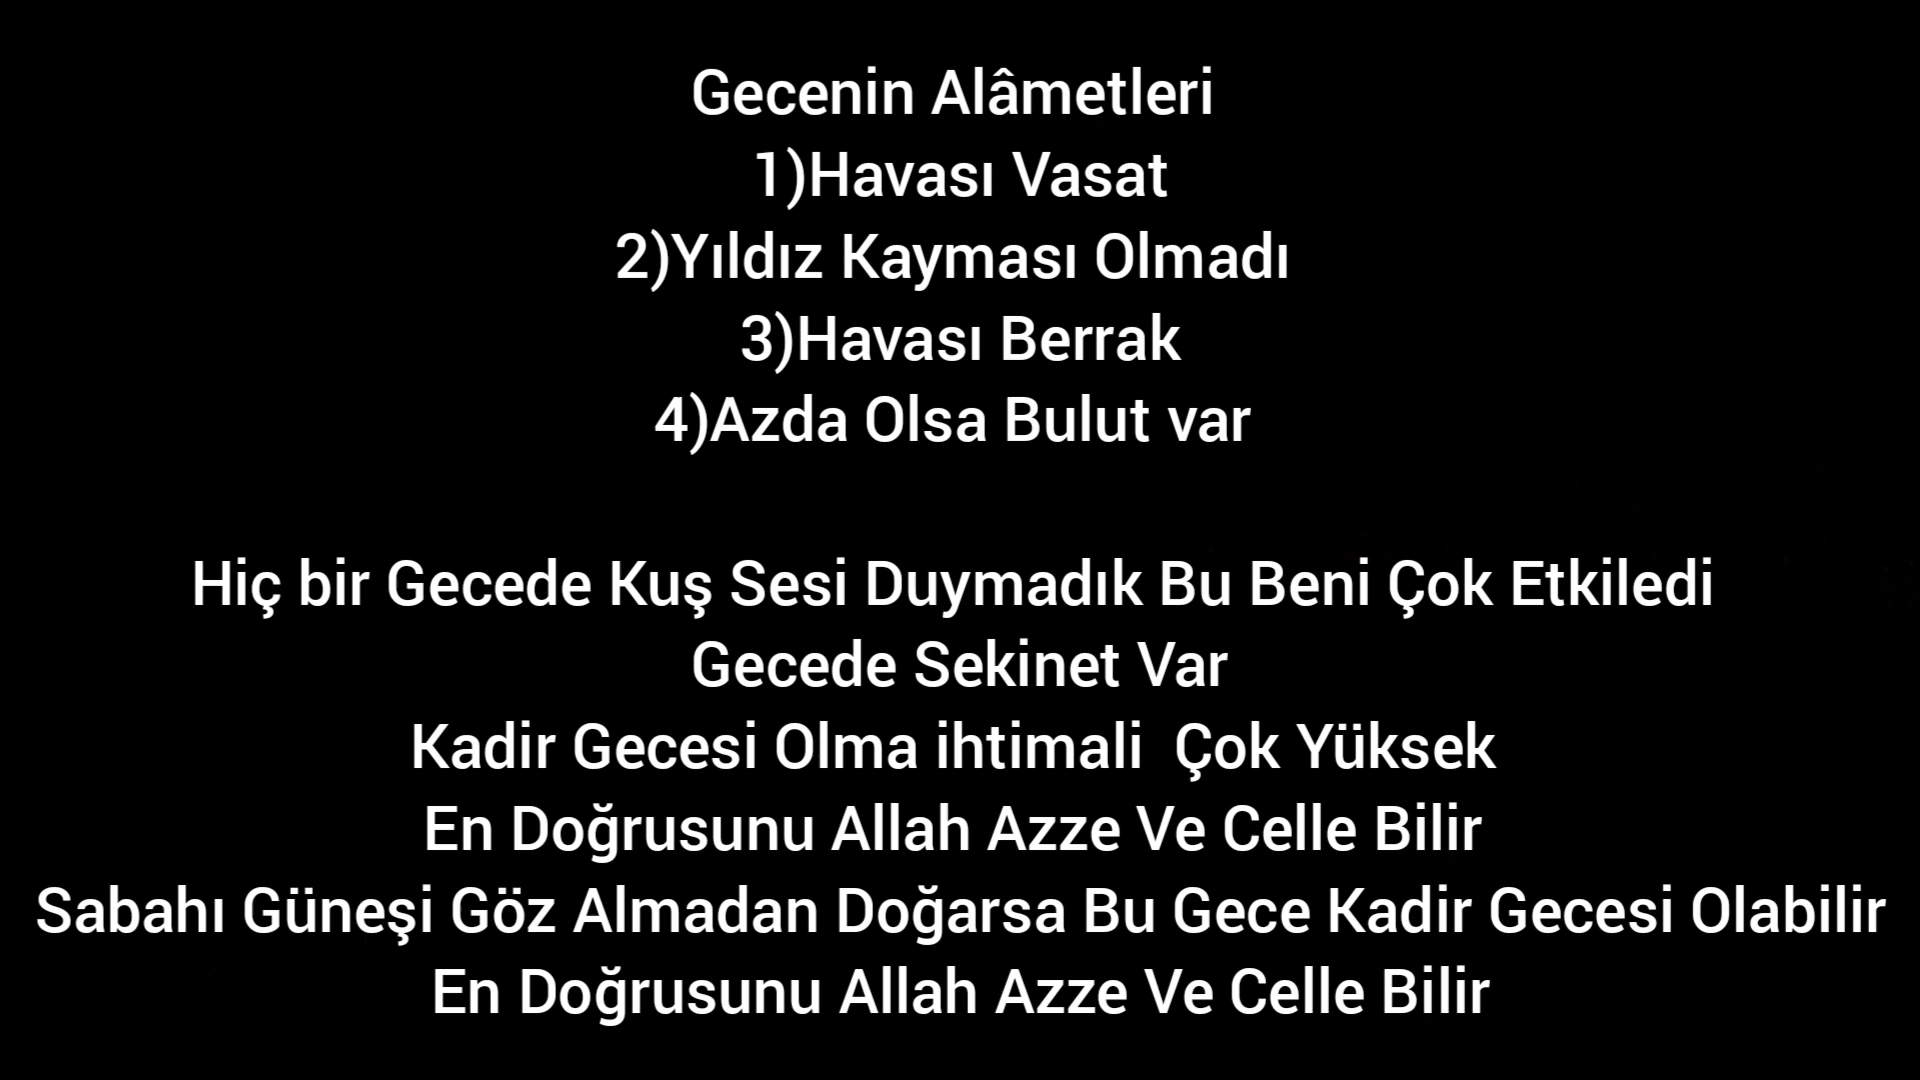 Gecenin Alâmetleri
1)Havası Vasat
2)Yıldız Kayması Olmadı
3)Havası Berrak
4)Azda Olsa Bulut var
Hiç bir Gecede Kuş Sesi Duymadık Bu Beni Çok Etkiledi
Gecede Sekinet Var
Kadir Gecesi Olma ihtimali  Çok Yüksek
En Doğrusunu Allah Azze Ve Celle Bilir
Sabahı Güneşi Göz Almadan Doğarsa Bu Gece Kadir Gecesi Olabilir
En Doğrusunu Allah Azze Ve Celle Bilir